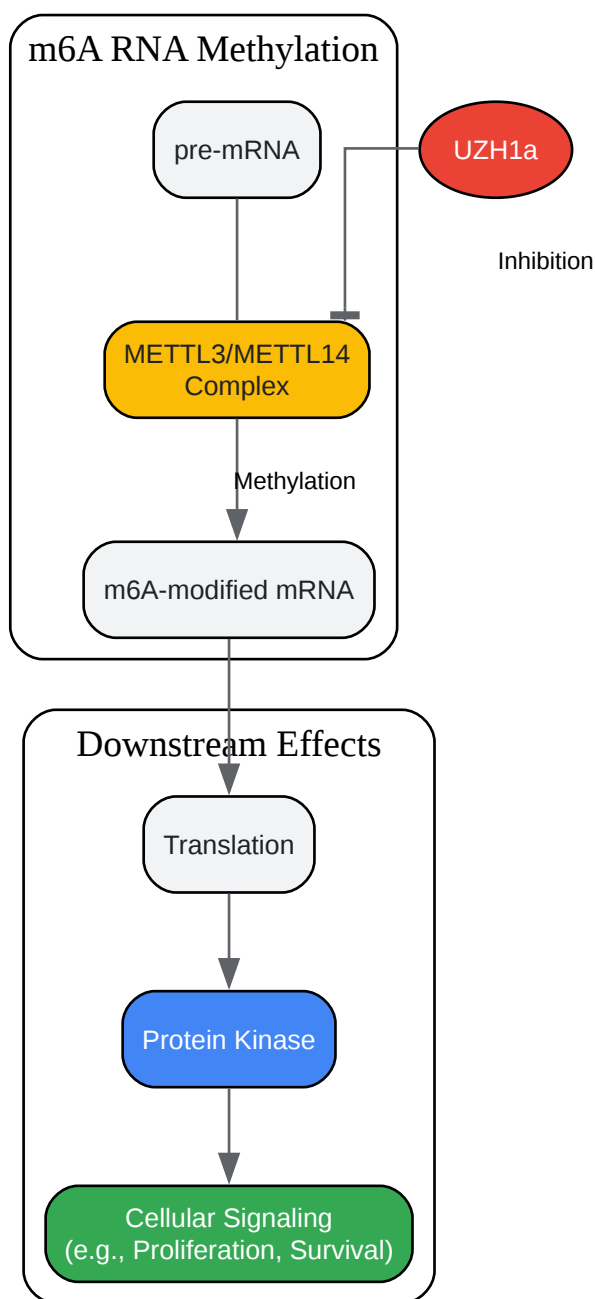 m6A RNA Methylation
pre-mRNA
UZH1a
Inhibition
METTL3/METTL14
Complex
Methylation
m6A-modified mRNA
Downstream Effects
Translation
Protein Kinase
Cellular Signaling
(e.g., Proliferation, Survival)